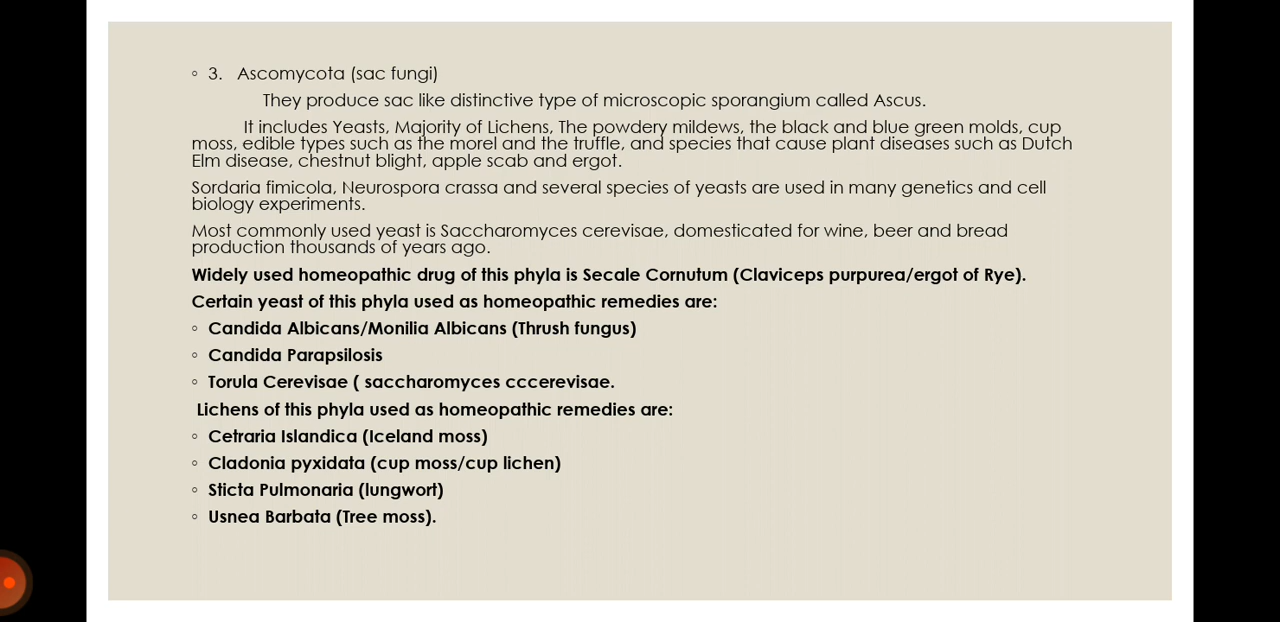 ◦ 3. Ascomycota (sac fungi)
They produce sac like distinctive type of microscopic sporangium called Ascus.
It includes Yeasts, Majority of Lichens, The powdery mildews, the black and blue green molds, cup
moss, edible types such as the morel and the truffle, and species that cause plant diseases such as Dutch
Elm disease, chestnut blight, apple scab and ergot.
Sordaria fimicola, Neurospora crassa and several species of yeasts are used in many genetics and cell
biology experiments.
Most commonly used yeast is Saccharomyces cerevisae, domesticated for wine, beer and bread
production thousands of years ago.
Widely used homeopathic drug of this phyla is Secale Cornutum (Claviceps purpurea/ergot of Rye).
Certain yeast of this phyla used as homeopathic remedies are:
◦ Candida Albicans/Monilia Albicans (Thrush fungus)
◦ Candida Parapsilosis
◦ Torula Cerevisae ( saccharomyces cccerevisae.
Lichens of this phyla used as homeopathic remedies are:
◦ Cetraria Islandica (Iceland moss)
◦ Cladonia pyxidata (cup moss/cup lichen)
◦ Sticta Pulmonaria (lungwort)
◦ Usnea Barbata (Tree moss).